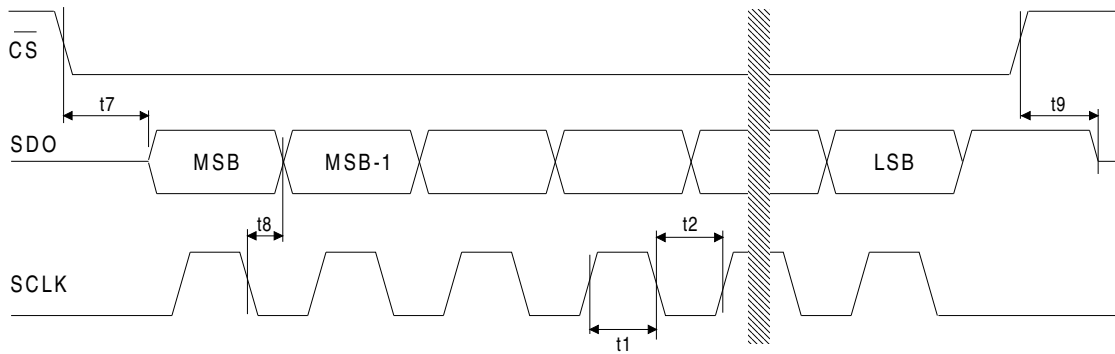 CS
t7
t9
SDO
MSB
MSB-1
LSB
t8
t2
SCLK
t1